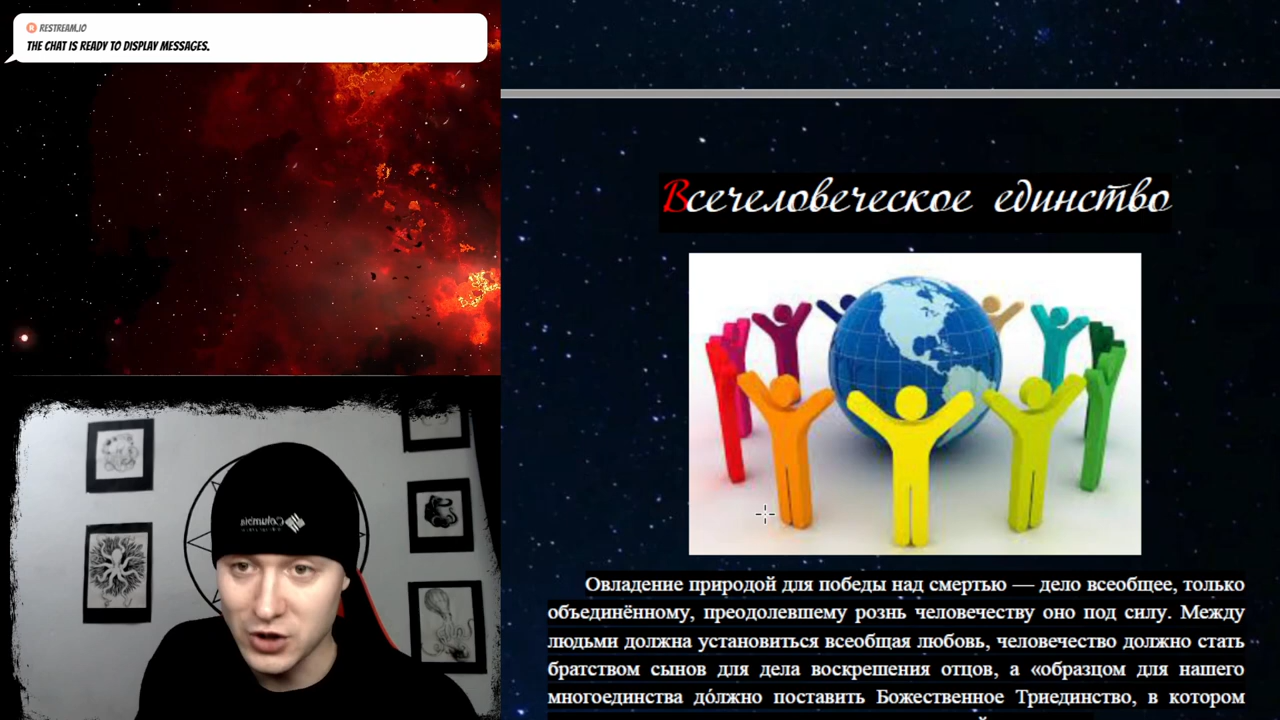 RESTREAM.IO
THE CHAT IS READY TO DISPLAY MESSAGES.
Всечеловеческое единство
Columbia
Овладение природой для победы над смертью — дело всеобщее, только
объединённому, преодолевшему рознь человечеству оно под силу. Между
людьми должна установиться всеобщая любовь, человечество должно стать
братством сынов для дела воскрешения отцов, а «образцом для нашего
многоединства до́лжно поставить Божественное Триединство, в котором